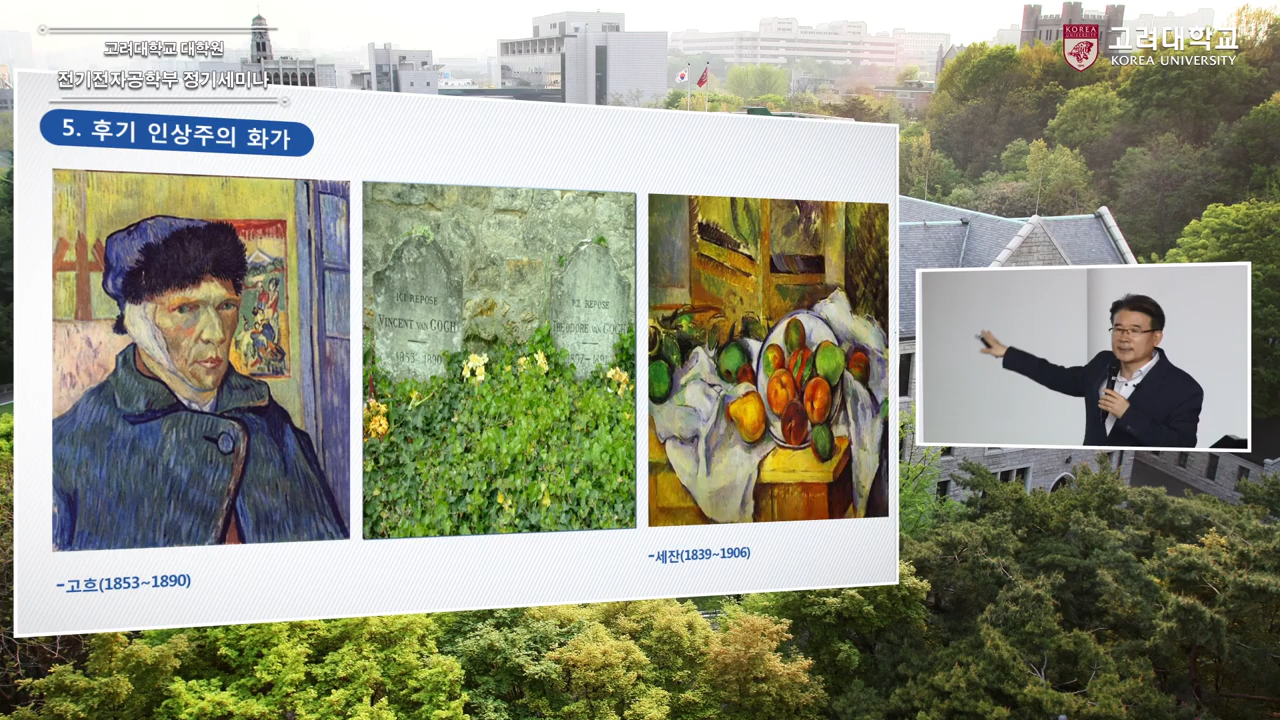 고려대학교 대학원
전기전자공학부 정기세미나
KOREA
UNIVERSITY
고려대학교
KOREA UNIVERSITY
5. 후기 인상주의 화가
ICI REPOSE
VINCENT VAN GOGH
1853-1890
ICI REPOSE
THEODORE VAN GOGH
-고흐(1853~1890)
-세잔(1839~1906)